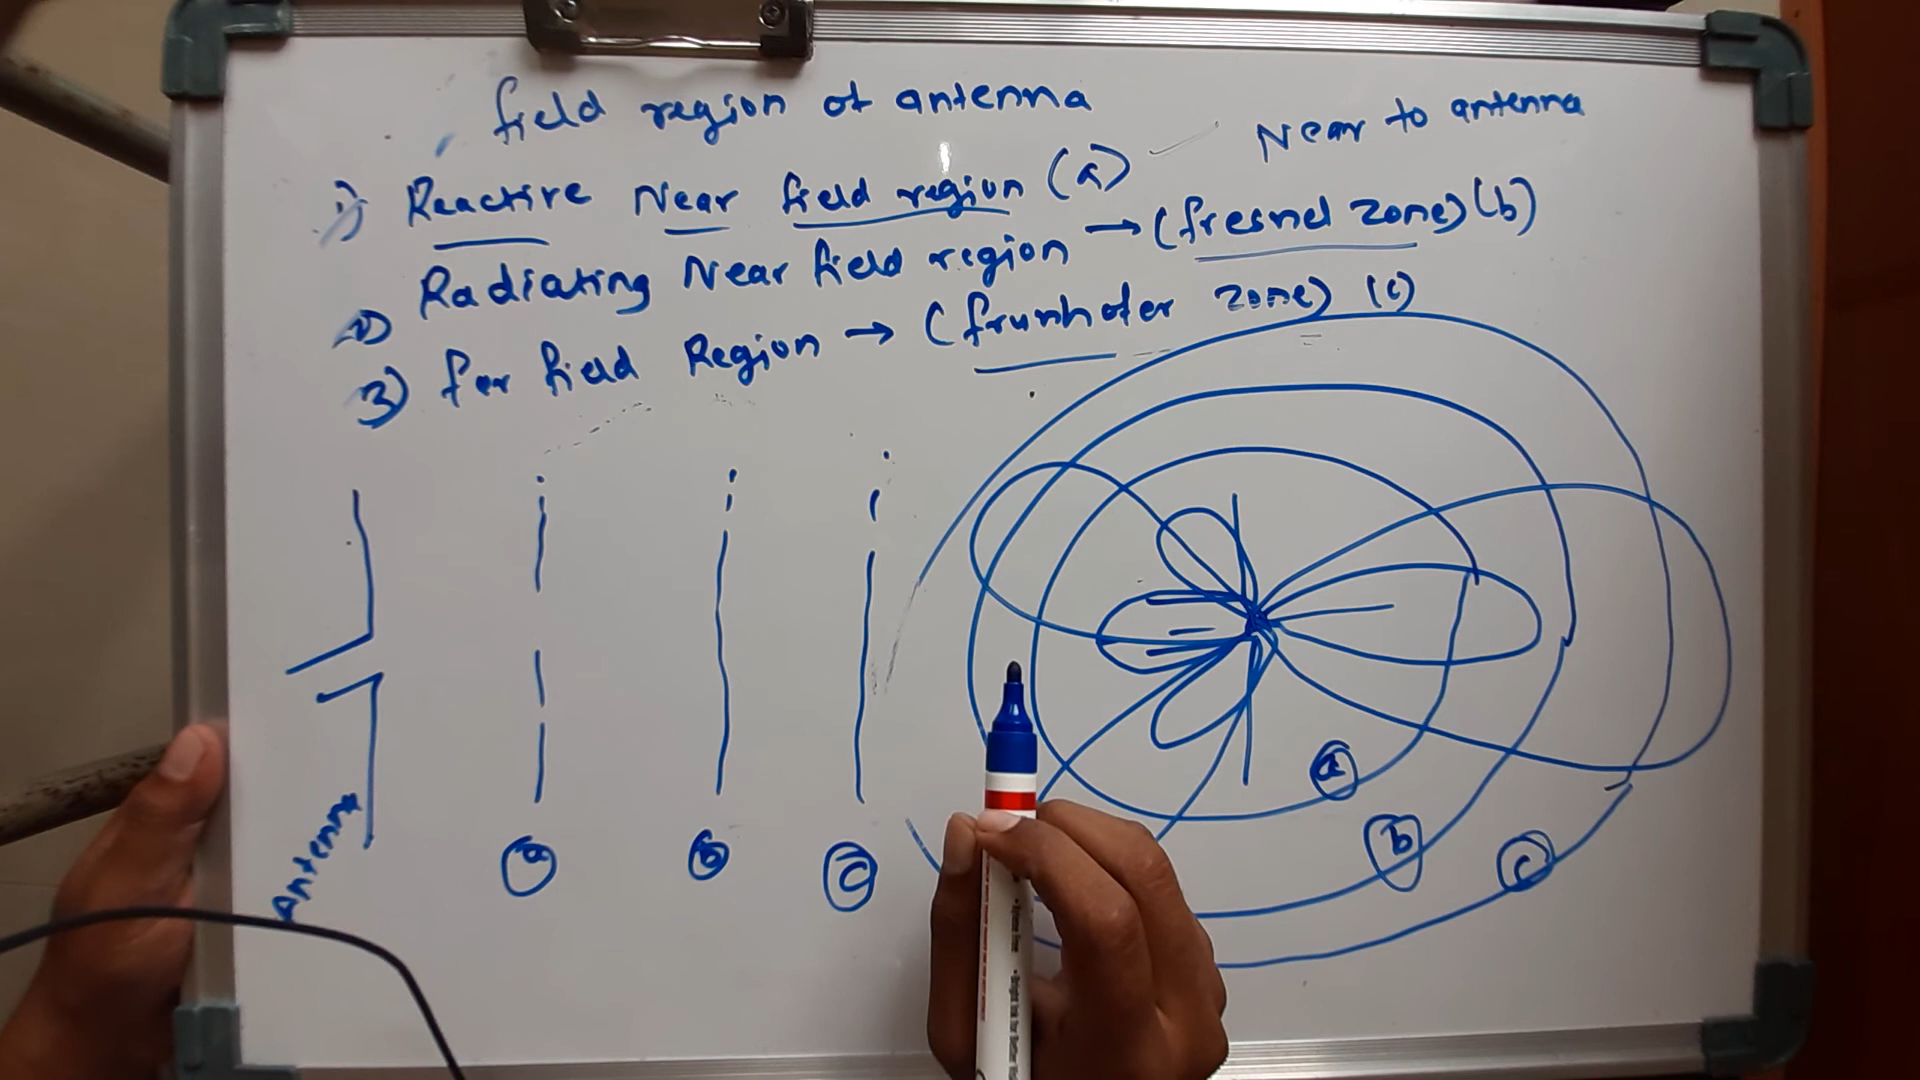 field region of antenna
Near to antenna
1) Reactive Near field region (a)
2) Radiating Near field region → (fresnel zone) (b)
3) far field Region → (frunhofer zone) (c)
Antenna
a
b
c
a
b
c